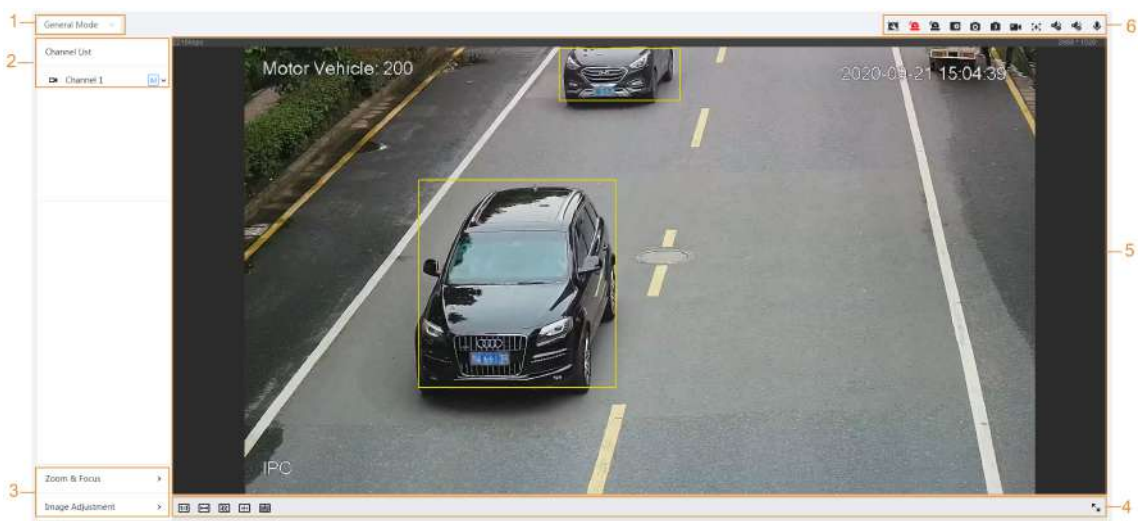 1
General Mode
6
Channel List
2
Channel 1
Motor Vehicle: 200
2020-04-21 15:04:39
5
IPC
3
Zoom & Focus
Image Adjustment
4